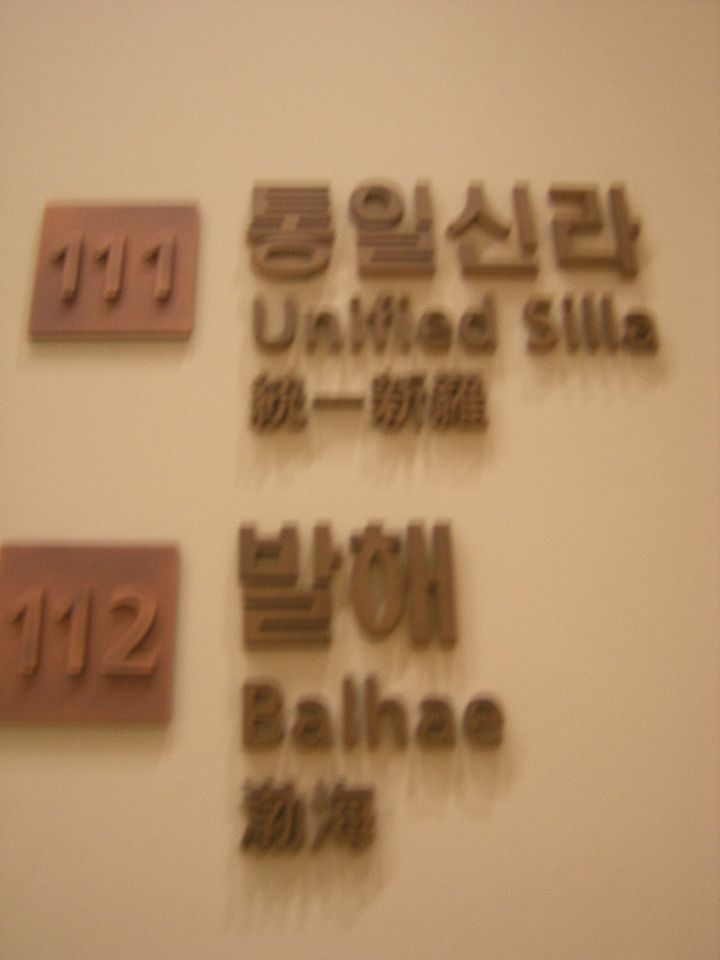 111
통일신라
Unified Silla
統一新羅
112
발해
Balhae
渤海